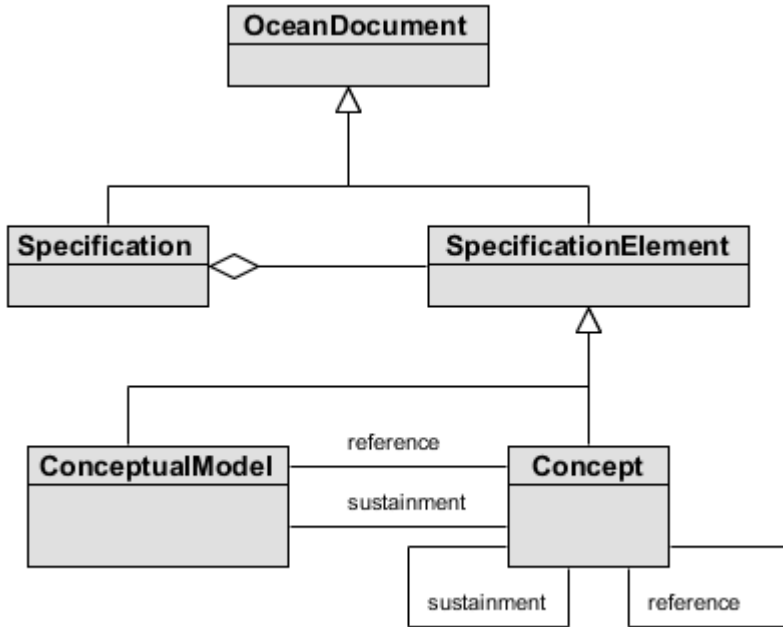 OceanDocument
Specification
SpecificationElement
reference
ConceptualModel
Concept
sustainment
sustainment
reference